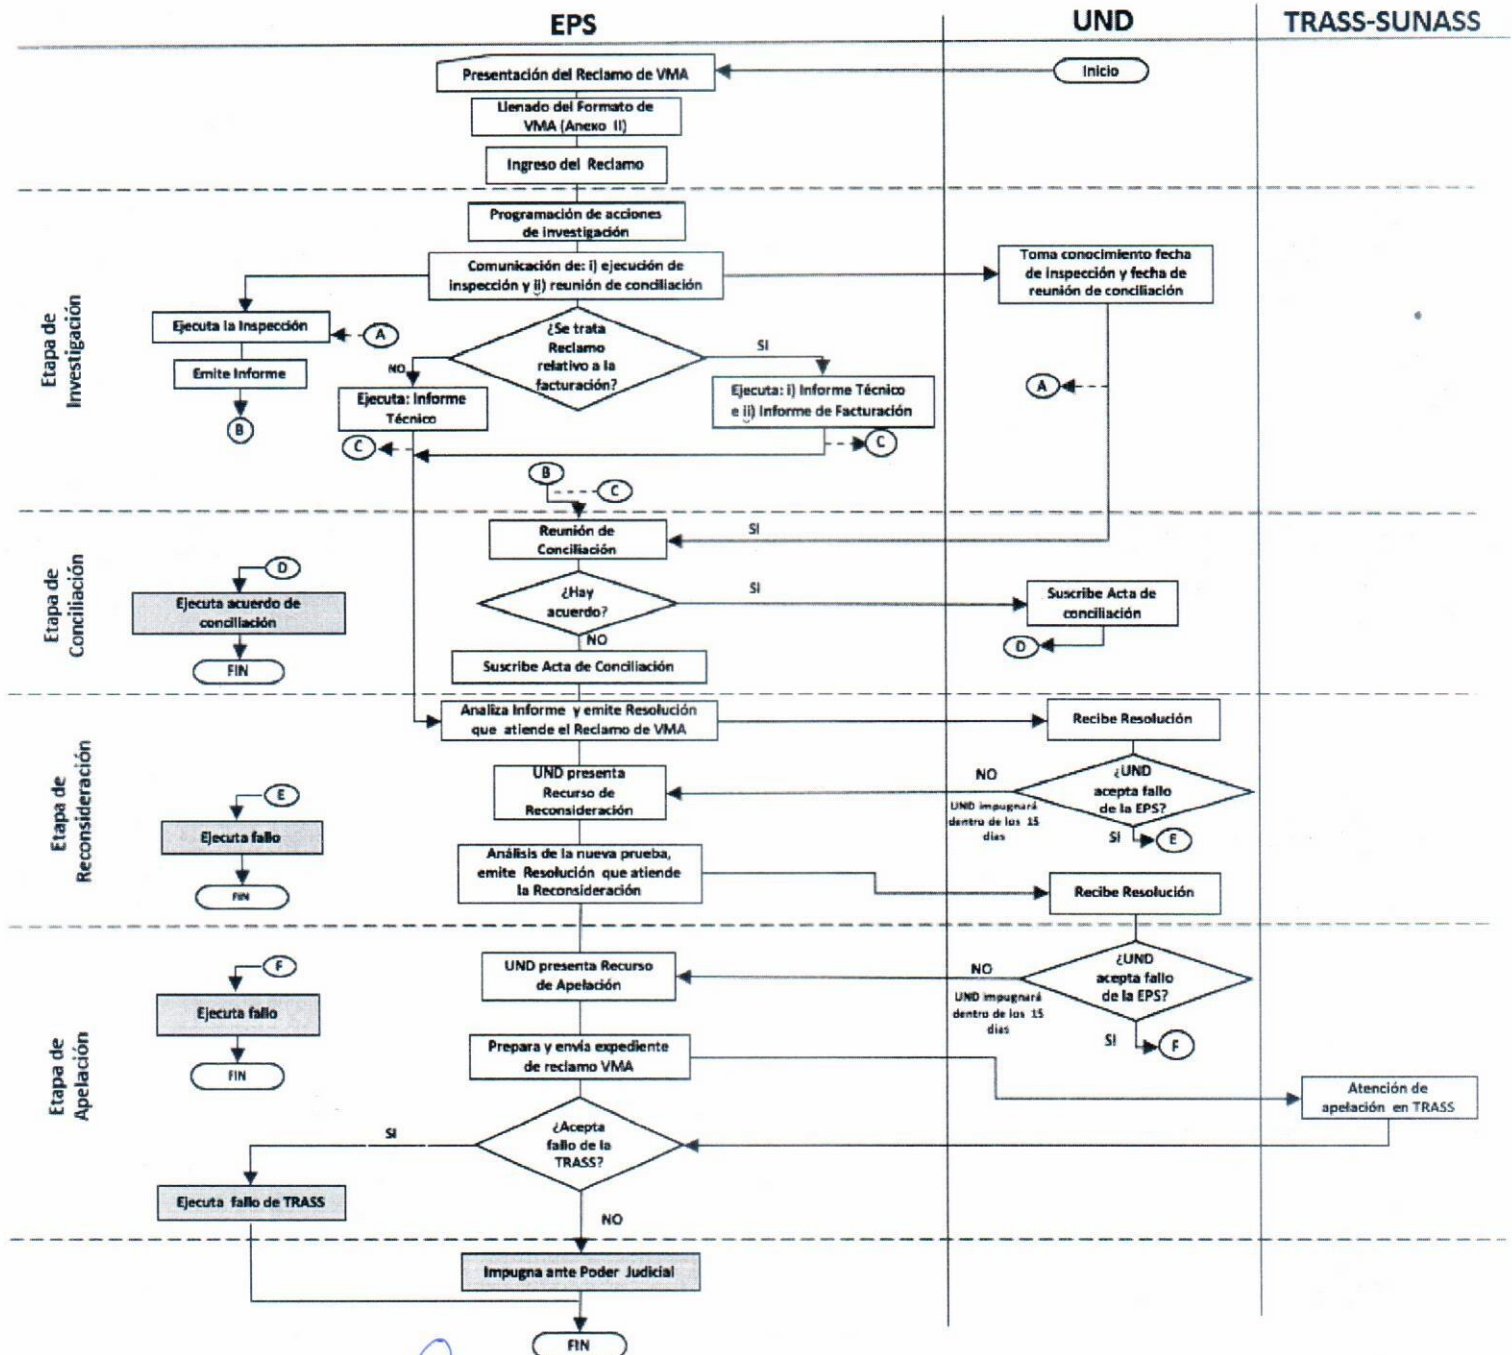 EPS
UND
TRASS-SUNASS
Inicio
Presentación del Reclamo de VMA
Llenado del Formato de
VMA (Anexo II)
Ingreso del Reclamo
Etapa de
Investigación
Programación de acciones
de investigación
Comunicación de: i) ejecución de
inspección y ii) reunión de conciliación
Toma conocimiento fecha
de inspección y fecha de
reunión de conciliación
Ejecuta la Inspección
A
Emite Informe
B
¿Se trata
Reclamo
relativo a la
facturación?
NO
SI
Ejecuta: Informe
Técnico
Ejecuta: i) Informe Técnico
e ii) Informe de Facturación
A
C
C
B
C
Etapa de
Conciliación
Reunión de
Conciliación
SI
¿Hay
acuerdo?
SI
NO
Suscribe Acta de
conciliación
D
D
Ejecuta acuerdo de
conciliación
FIN
Suscribe Acta de Conciliación
Etapa de
Reconsideración
Analiza Informe y emite Resolución
que atiende el Reclamo de VMA
Recibe Resolución
UND presenta
Recurso de
Reconsideración
NO
UND impugnará
dentro de los 15
días
¿UND
acepta fallo
de la EPS?
SI
E
E
Ejecuta fallo
FIN
Análisis de la nueva prueba,
emite Resolución que atiende
la Reconsideración
Recibe Resolución
Etapa de
Apelación
UND presenta Recurso
de Apelación
NO
UND impugnará
dentro de los 15
días
¿UND
acepta fallo
de la EPS?
SI
F
F
Ejecuta fallo
FIN
Prepara y envía expediente
de reclamo VMA
Atención de
apelación en TRASS
¿Acepta
fallo de la
TRASS?
SI
NO
Ejecuta fallo de TRASS
Impugna ante Poder Judicial
FIN